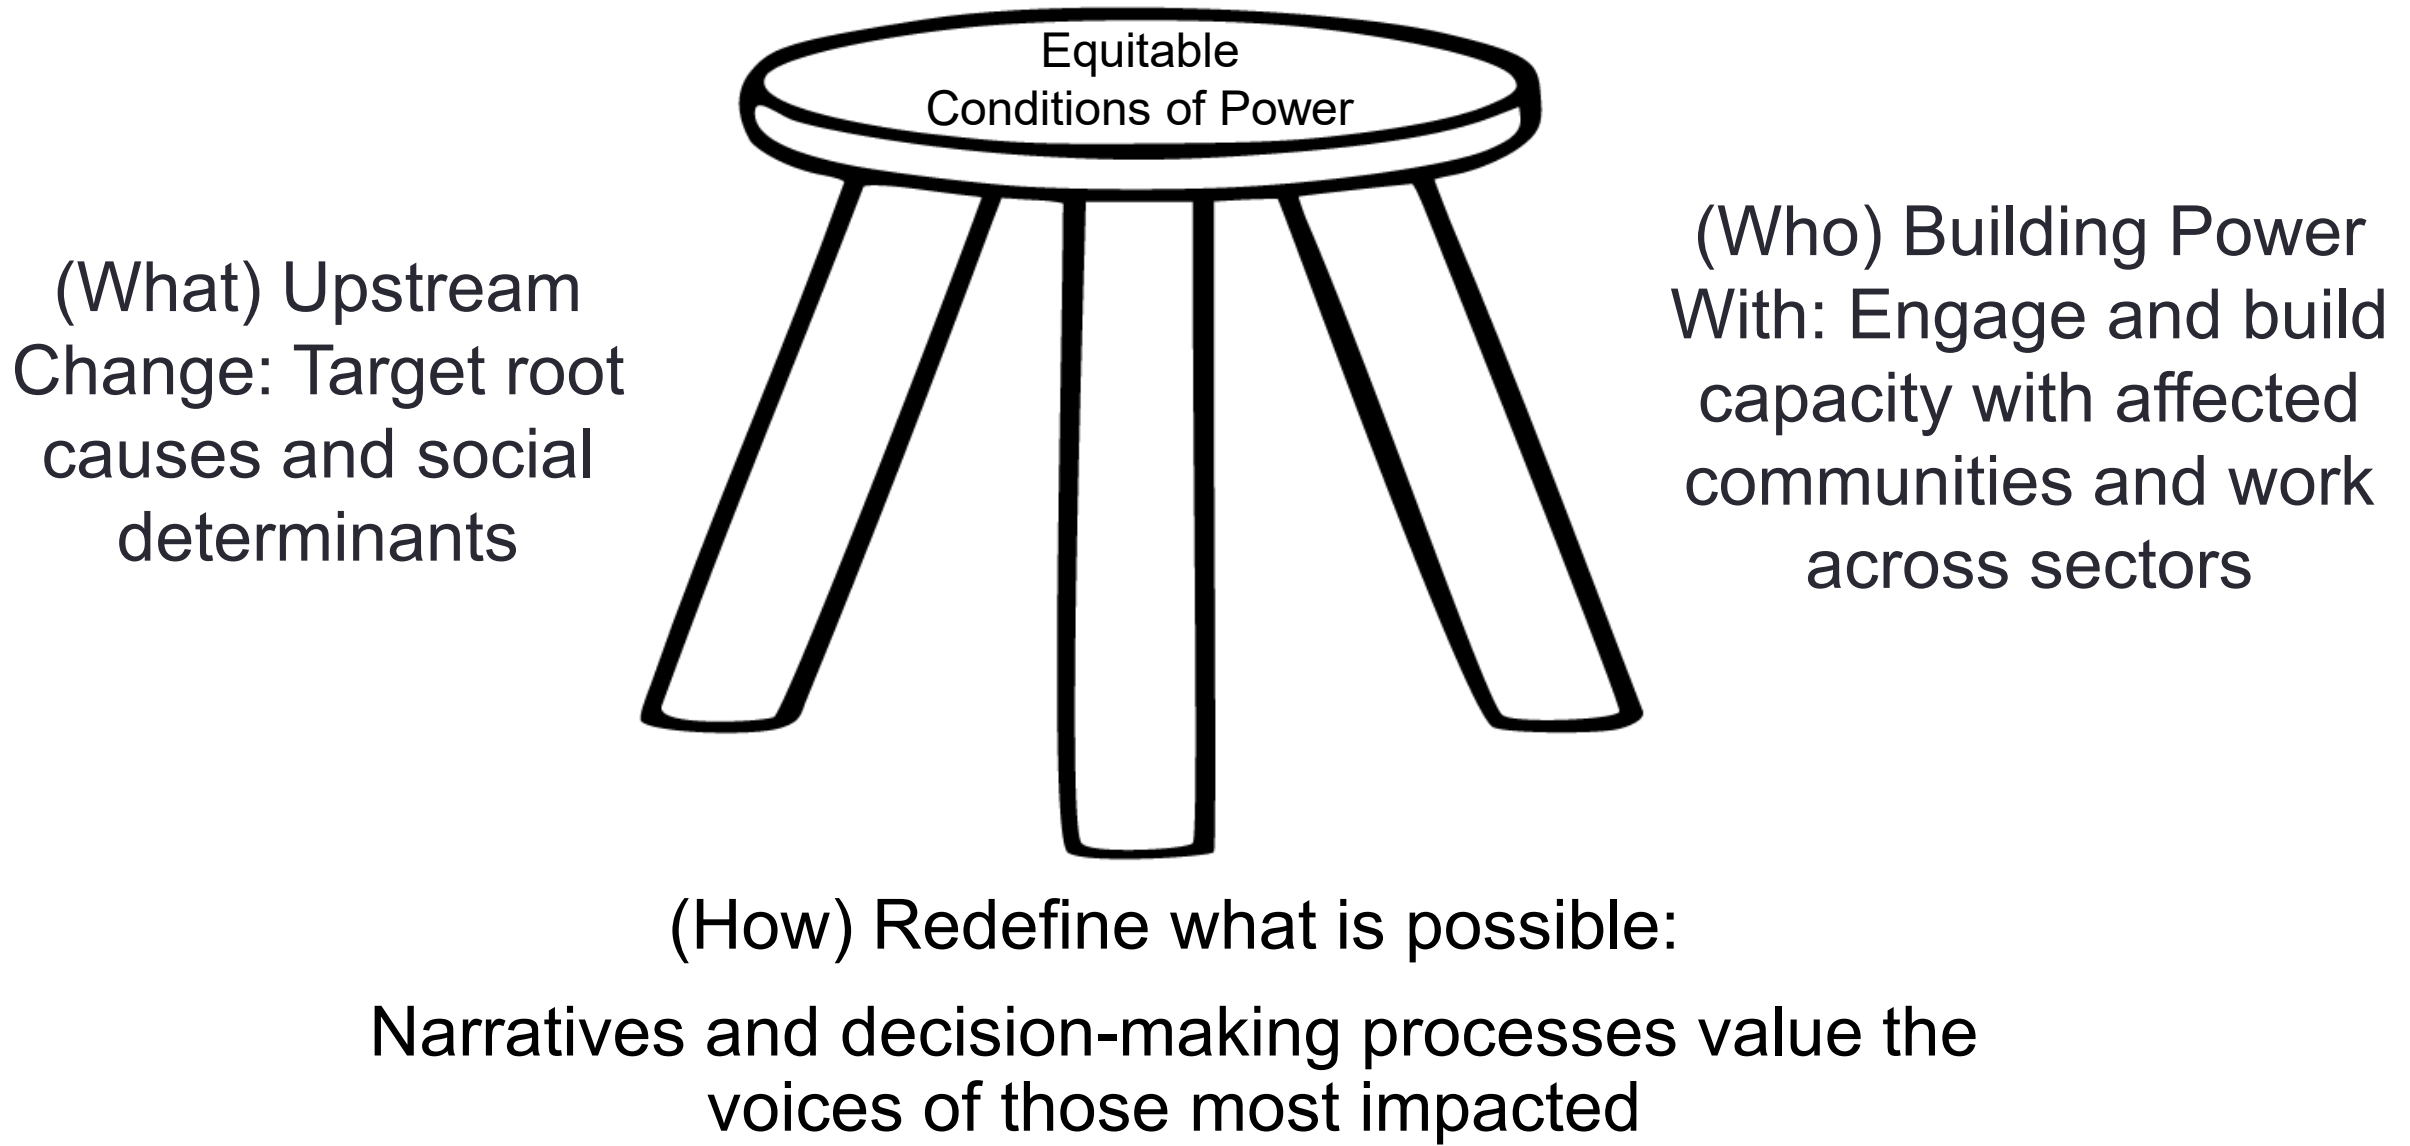 Equitable
Conditions of Power
(What) Upstream
Change: Target root
causes and social
determinants
(Who) Building Power
With: Engage and build
capacity with affected
communities and work
across sectors
(How) Redefine what is possible:
Narratives and decision-making processes value the
voices of those most impacted